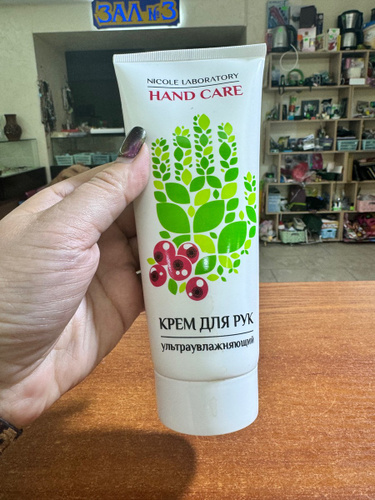 ЗАЛ №3
NICOLE LABORATORY
HAND CARE
КРЕМ ДЛЯ РУК
ультраувлажняющий